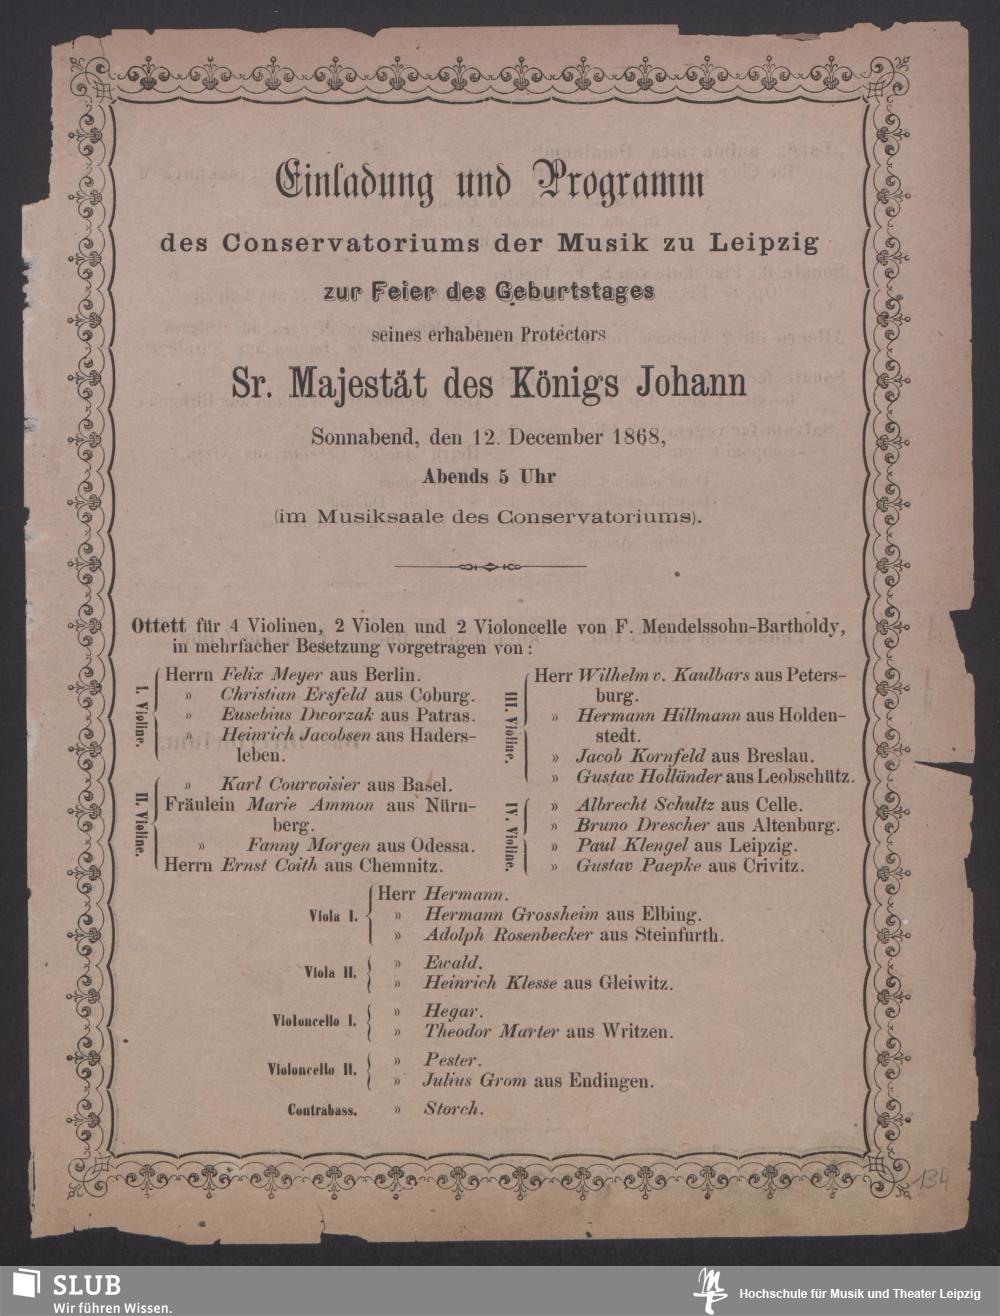 Einladung und Programm
des Conservatoriums der Musik zu Leipzig
zur Feier des Geburtstages
seines erhabenen Protectors
Sr. Majestät des Königs Johann
Sonnabend, den 12. December 1868,
Abends 5 Uhr
(im Musiksaale des Conservatoriums).
Ottett für 4 Violinen, 2 Violen und 2 Violoncelle von F. Mendelssohn-Bartholdy,
in mehrfacher Besetzung vorgetragen von:
I. Violine.
Herrn Felix Meyer aus Berlin.
» Christian Ersfeld aus Coburg.
» Eusebius Dworzak aus Patras.
» Heinrich Jacobsen aus Haders-
leben.
II. Violine.
» Karl Courvoisier aus Basel.
Fräulein Marie Ammon aus Nürn-
berg.
» Fanny Morgen aus Odessa.
Herrn Ernst Coith aus Chemnitz.
III. Violine.
Herr Wilhelm v. Kaulbars aus Peters-
burg.
» Hermann Hillmann aus Holden-
stedt.
» Jacob Kornfeld aus Breslau.
» Gustav Holländer aus Leobschütz.
IV. Violine.
» Albrecht Schultz aus Celle.
» Bruno Drescher aus Altenburg.
» Paul Klengel aus Leipzig.
» Gustav Paepke aus Crivitz.
Viola I.
Herr Hermann.
» Hermann Grossheim aus Elbing.
» Adolph Rosenbecker aus Steinfurth.
Viola II.
» Ewald.
» Heinrich Klesse aus Gleiwitz.
Violoncello I.
» Hegar.
» Theodor Marter aus Writzen.
Violoncello II.
» Pester.
» Julius Grom aus Endingen.
Contrabass. » Storch.
134
SLUB
Wir führen Wissen.
Hochschule für Musik und Theater Leipzig